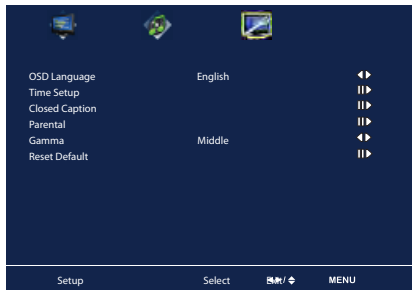 OSD Language English
Time Setup
Closed Caption
Parental
Gamma Middle
Reset Default
Setup Select MENU